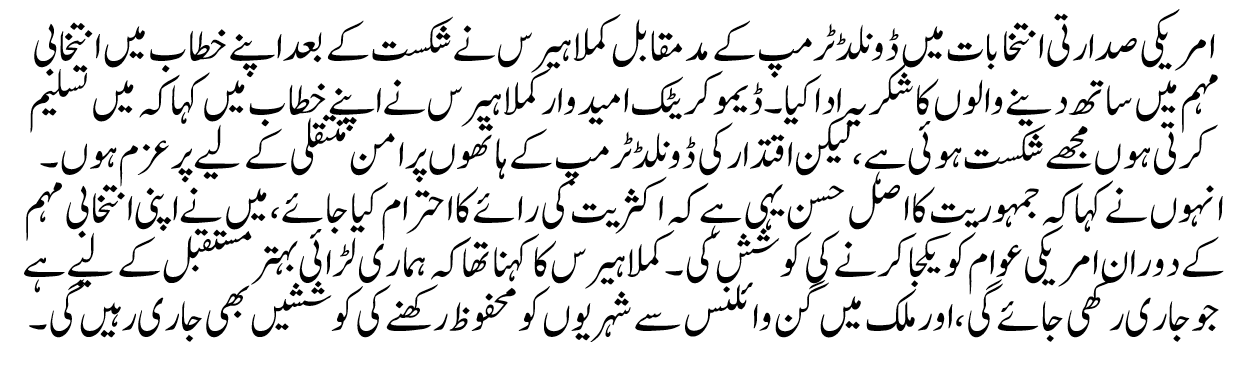 امریکی صدارتی انتخابات میں ڈونلڈ ٹرمپ کے مد مقابل کملا ہیرس نے شکست کے بعد اپنے خطاب میں انتخابی
مہم میں ساتھ دینے والوں کا شکریہ ادا کیا۔ ڈیموکریٹک امیدوار کملا ہیرس نے اپنے خطاب میں کہا کہ میں تسلیم
کرتی ہوں مجھے شکست ہوئی ہے، لیکن اقتدار کی ڈونلڈ ٹرمپ کے ہاتھوں پر امن منتقلی کے لیے پر عزم ہوں۔
انہوں نے کہا کہ جمہوریت کا اصل حسن یہی ہے کہ اکثریت کی رائے کا احترام کیا جائے، میں نے اپنی انتخابی مہم
کے دوران امریکی عوام کو یکجا کرنے کی کوشش کی۔ کملا ہیرس کا کہنا تھا کہ ہماری لڑائی بہتر مستقبل کے لیے ہے
جو جاری رکھی جائے گی، اور ملک میں گن وائلنس سے شہریوں کو محفوظ رکھنے کی کوششیں بھی جاری رہیں گی۔